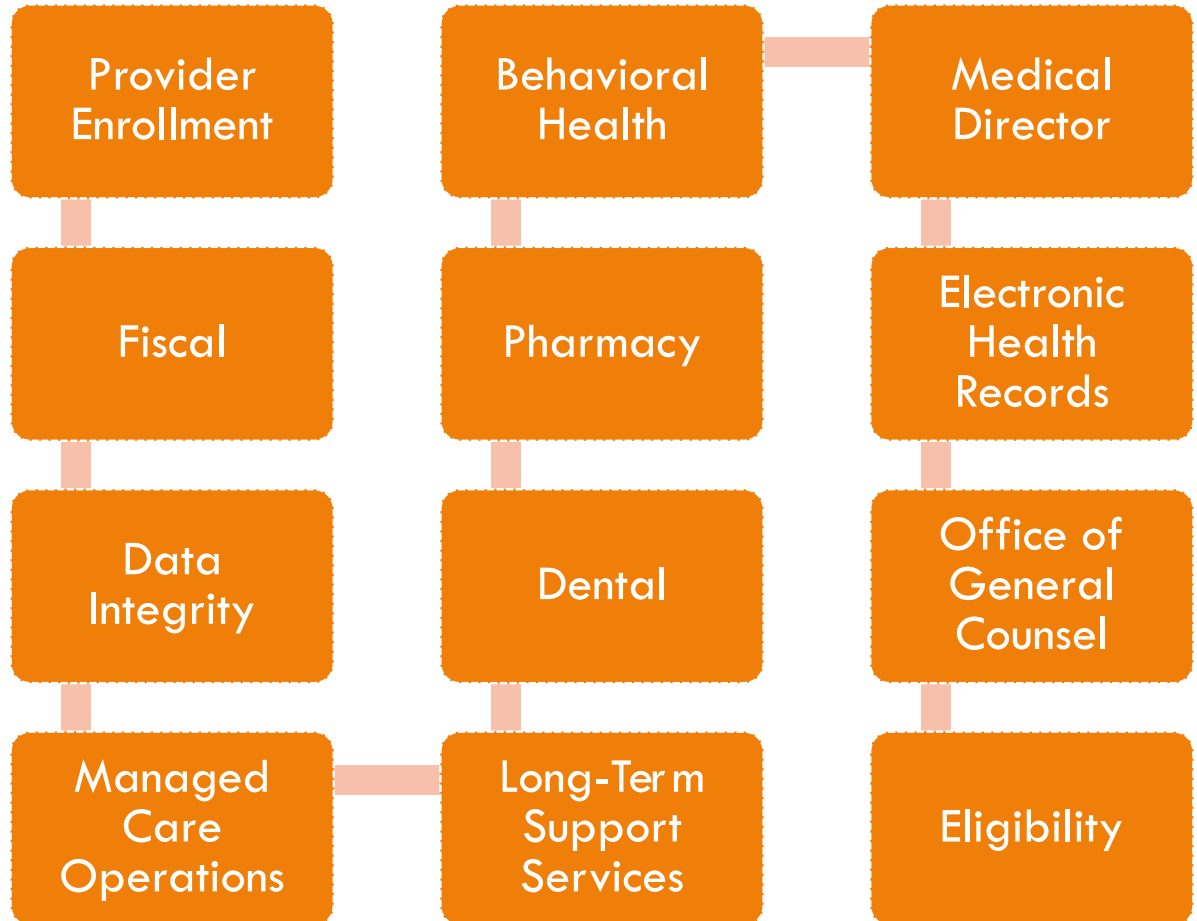 Provider
Enrollment
Fiscal
Data
Integrity
Managed
Care
Operations
Long-Term
Support
Services
Dental
Pharmacy
Behavioral
Health
Medical
Director
Electronic
Health
Records
Office of
General
Counsel
Eligibility